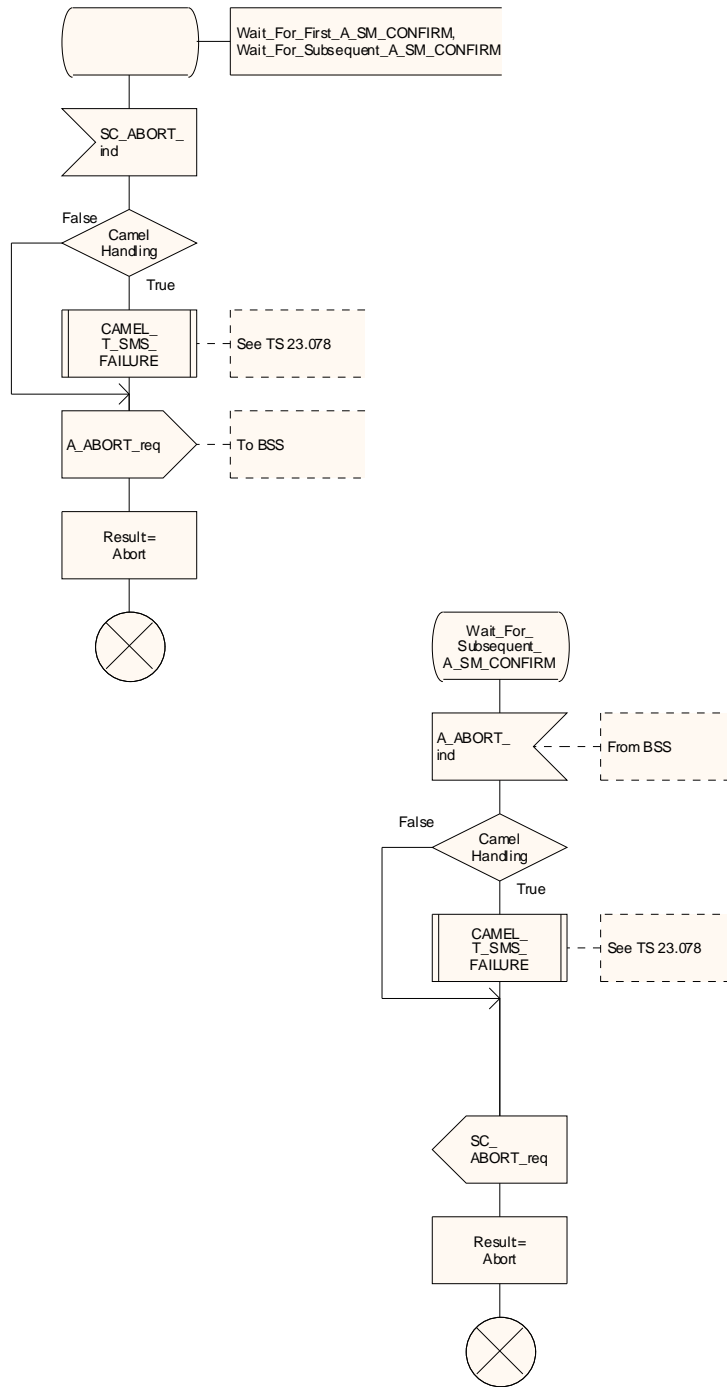 Wait_For_First_A_SM_CONFIRM,
Wait_For_Subsequent_A_SM_CONFIRM
SC_ABORT_
ind
False
Camel
Handling
True
CAMEL_
T_SMS_
FAILURE
See TS 23.078
A_ABORT_req
To BSS
Result=
Abort
Wait_For_
Subsequent_
A_SM_CONFIRM
A_ABORT_
ind
From BSS
False
Camel
Handling
True
CAMEL_
T_SMS_
FAILURE
See TS 23.078
SC_
ABORT_req
Result=
Abort